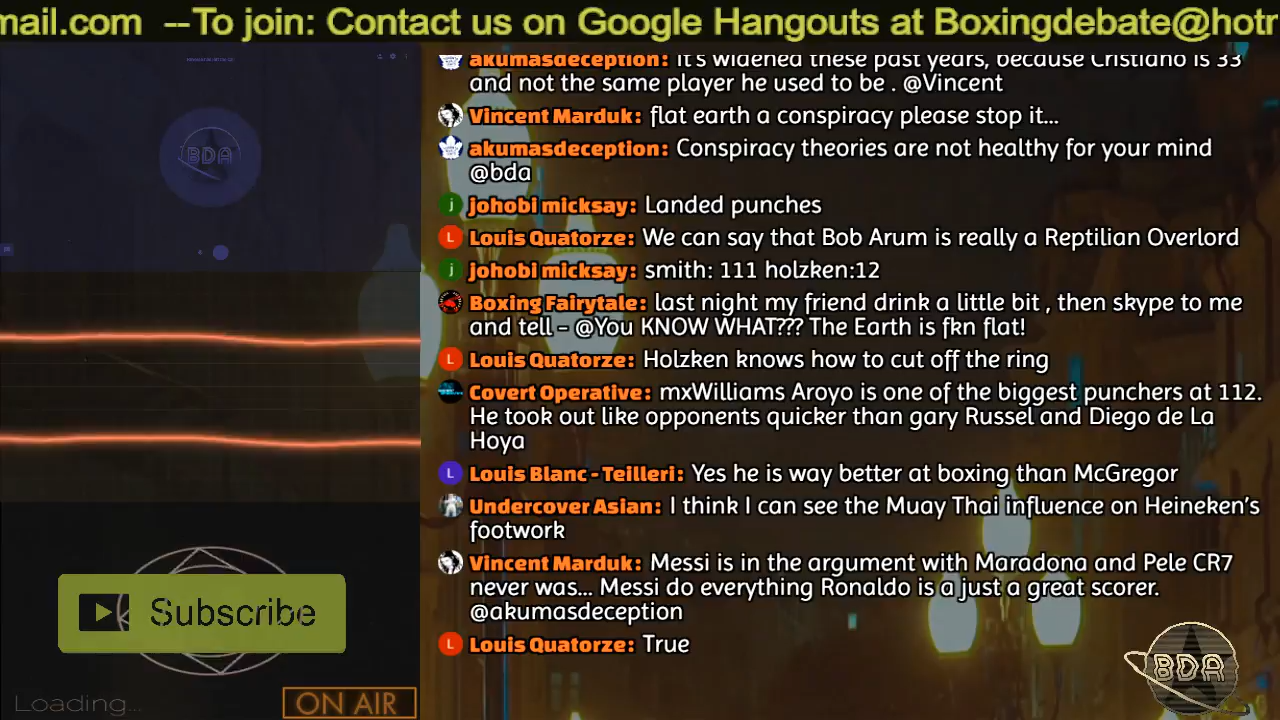 mail.com --To join: Contact us on Google Hangouts at Boxingdebate@hotr
akumasdeception: it's widened these past years, because Cristiano is 33
and not the same player he used to be . @Vincent
Vincent Marduk: flat earth a conspiracy please stop it...
akumasdeception: Conspiracy theories are not healthy for your mind
@bda
johobi micksay: Landed punches
Louis Quatorze: We can say that Bob Arum is really a Reptilian Overlord
johobi micksay: smith: 111 holzken:12
Boxing Fairytale: last night my friend drink a little bit , then skype to me
and tell - @You KNOW WHAT??? The Earth is fkn flat!
Louis Quatorze: Holzken knows how to cut off the ring
Covert Operative: mxWilliams Aroyo is one of the biggest punchers at 112.
He took out like opponents quicker than gary Russel and Diego de La
Hoya
Louis Blanc - Teilleri: Yes he is way better at boxing than McGregor
Undercover Asian: I think I can see the Muay Thai influence on Heineken's
footwork
Vincent Marduk: Messi is in the argument with Maradona and Pele CR7
never was... Messi do everything Ronaldo is a just a great scorer.
@akumasdeception
Louis Quatorze: True
BDA
Subscribe
Loading...
ON AIR
BDA